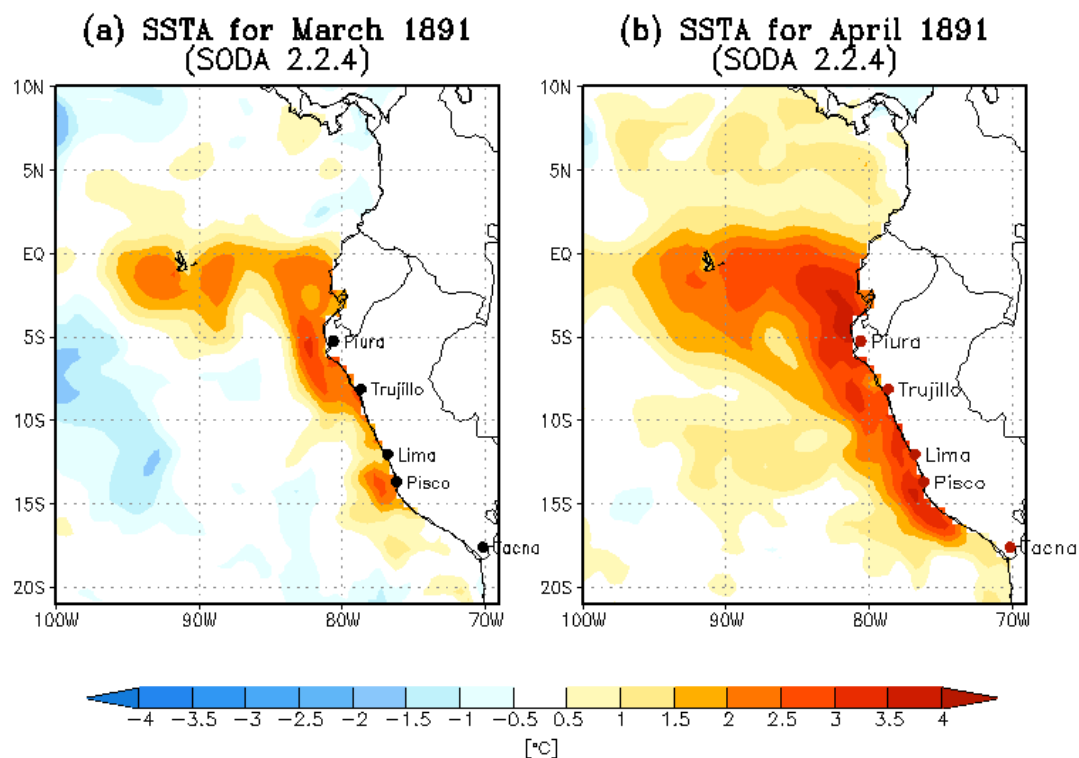 (a) SSTA for March 1891
(SODA 2.2.4)
10N
5N
EQ
5S
10S
15S
20S
100W 90W 80W 70W
Piura
Trujillo
Lima
Pisco
Tacna
(b) SSTA for April 1891
(SODA 2.2.4)
10N
5N
EQ
5S
10S
15S
20S
100W 90W 80W 70W
Piura
Trujillo
Lima
Pisco
Tacna
-4 -3.5 -3 -2.5 -2 -1.5 -1 -0.5 0.5 1 1.5 2 2.5 3 3.5 4
[°C]